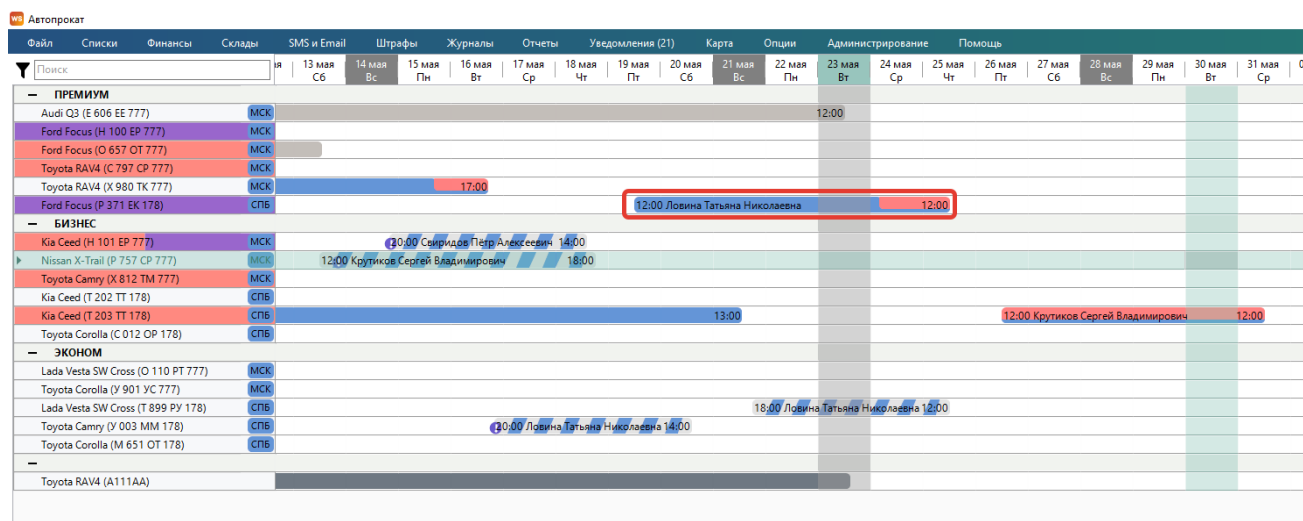 WS Автопрокат
Файл Списки Финансы Склады SMS и Email Штрафы Журналы Отчеты Уведомления (21) Карта Опции Администрирование Помощь
Поиск
я 13 мая 14 мая 15 мая 16 мая 17 мая 18 мая 19 мая 20 мая 21 мая 22 мая 23 мая 24 мая 25 мая 26 мая 27 мая 28 мая 29 мая 30 мая 31 мая 0
Сб Вс Пн Вт Ср Чт Пт Сб Вс Пн Вт Ср Чт Пт Сб Вс Пн Вт Ср
ПРЕМИУМ
Audi Q3 (Е 606 ЕЕ 777) МСК 12:00
Ford Focus (Н 100 ЕР 777) МСК
Ford Focus (О 657 ОТ 777) МСК
Toyota RAV4 (С 797 СР 777) МСК
Toyota RAV4 (Х 980 ТК 777) МСК 17:00
Ford Focus (Р 371 ЕК 178) СПБ 12:00 Ловина Татьяна Николаевна 12:00
БИЗНЕС
Kia Ceed (Н 101 ЕР 777) МСК 20:00 Свиридов Пётр Алексеевич 14:00
Nissan X-Trail (Р 757 СР 777) МСК 12:00 Крутиков Сергей Владимирович 18:00
Toyota Camry (Х 812 ТМ 777) МСК
Kia Ceed (Т 202 ТТ 178) СПБ
Kia Ceed (Т 203 ТТ 178) СПБ 13:00 12:00 Крутиков Сергей Владимирович 12:00
Toyota Corolla (С 012 ОР 178) СПБ
ЭКОНОМ
Lada Vesta SW Cross (О 110 РТ 777) МСК
Toyota Corolla (У 901 УС 777) МСК
Lada Vesta SW Cross (Т 899 РУ 178) СПБ 18:00 Ловина Татьяна Николаевна 12:00
Toyota Camry (У 003 ММ 178) СПБ 20:00 Ловина Татьяна Николаевна 14:00
Toyota Corolla (М 651 ОТ 178) СПБ
Toyota RAV4 (А111АА)